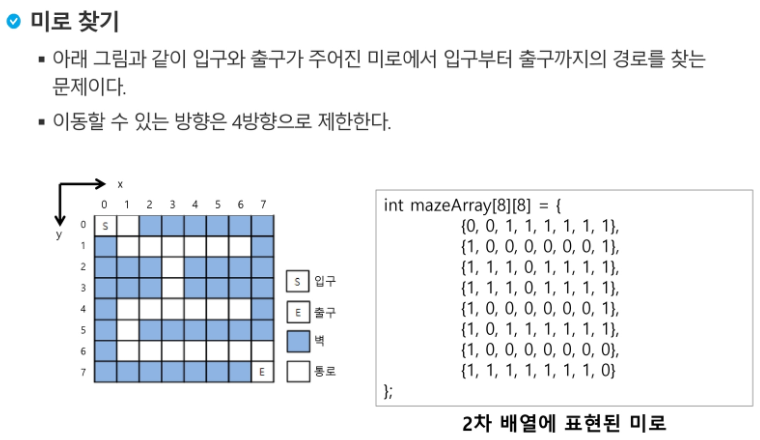 미로 찾기
▪ 아래 그림과 같이 입구와 출구가 주어진 미로에서 입구부터 출구까지의 경로를 찾는
문제이다.
▪ 이동할 수 있는 방향은 4방향으로 제한한다.
x
0 1 2 3 4 5 6 7
y
0 S
1
2
3
4
5
6
7 E
S 입구
E 출구
벽
통로
int mazeArray[8][8] = {
{0, 0, 1, 1, 1, 1, 1, 1},
{1, 0, 0, 0, 0, 0, 0, 1},
{1, 1, 1, 0, 1, 1, 1, 1},
{1, 1, 1, 0, 1, 1, 1, 1},
{1, 0, 0, 0, 0, 0, 0, 1},
{1, 0, 1, 1, 1, 1, 1, 1},
{1, 0, 0, 0, 0, 0, 0, 0},
{1, 1, 1, 1, 1, 1, 1, 0}
};
2차 배열에 표현된 미로